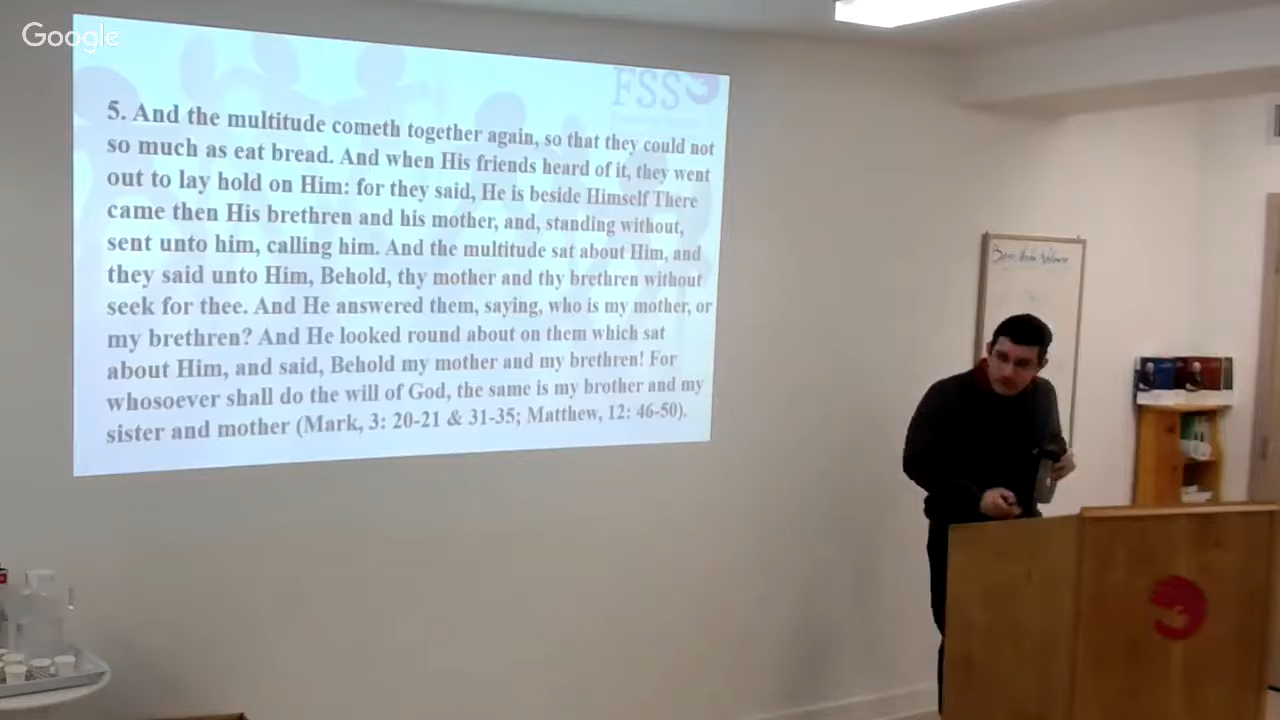 Google
FSS
5. And the multitude cometh together again, so that they could not
so much as eat bread. And when His friends heard of it, they went
out to lay hold on Him: for they said, He is beside Himself There
came then His brethren and his mother, and, standing without,
sent unto him, calling him. And the multitude sat about Him, and
they said unto Him, Behold, thy mother and thy brethren without
seek for thee. And He answered them, saying, who is my mother, or
my brethren? And He looked round about on them which sat
about Him, and said, Behold my mother and my brethren! For
whosoever shall do the will of God, the same is my brother and my
sister and mother (Mark, 3: 20-21 & 31-35; Matthew, 12: 46-50).